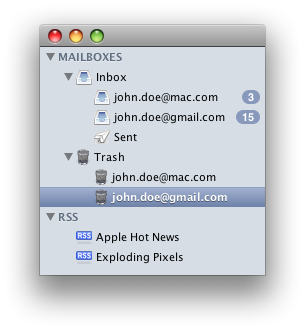 MAILBOXES
Inbox
john.doe@mac.com 3
john.doe@gmail.com 15
Sent
Trash
john.doe@mac.com
john.doe@gmail.com
RSS
RSS Apple Hot News
RSS Exploding Pixels